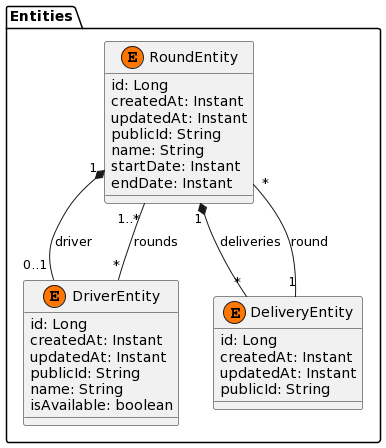 Entities
E RoundEntity
id: Long
createdAt: Instant
updatedAt: Instant
publicId: String
name: String
startDate: Instant
endDate: Instant
1
1..*
1
*
driver
rounds
deliveries
round
0..1
*
*
1
E DriverEntity
id: Long
createdAt: Instant
updatedAt: Instant
publicId: String
name: String
isAvailable: boolean
E DeliveryEntity
id: Long
createdAt: Instant
updatedAt: Instant
publicId: String